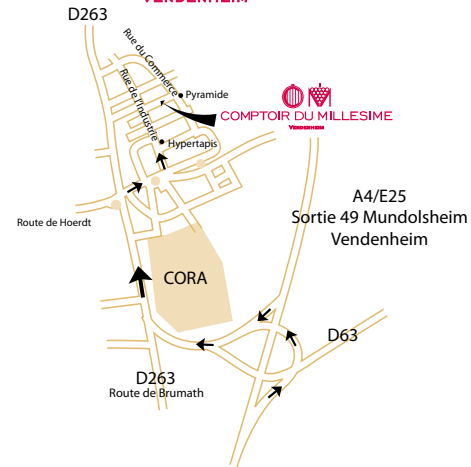 VENDENHEIM
D263
Rue du Commerce
Rue de l'Industrie
Pyramide
COMPTOIR DU MILLESIME
VENDENHEIM
Hypertapis
A4/E25
Sortie 49 Mundolsheim
Vendenheim
Route de Hoerdt
CORA
D63
D263
Route de Brumath